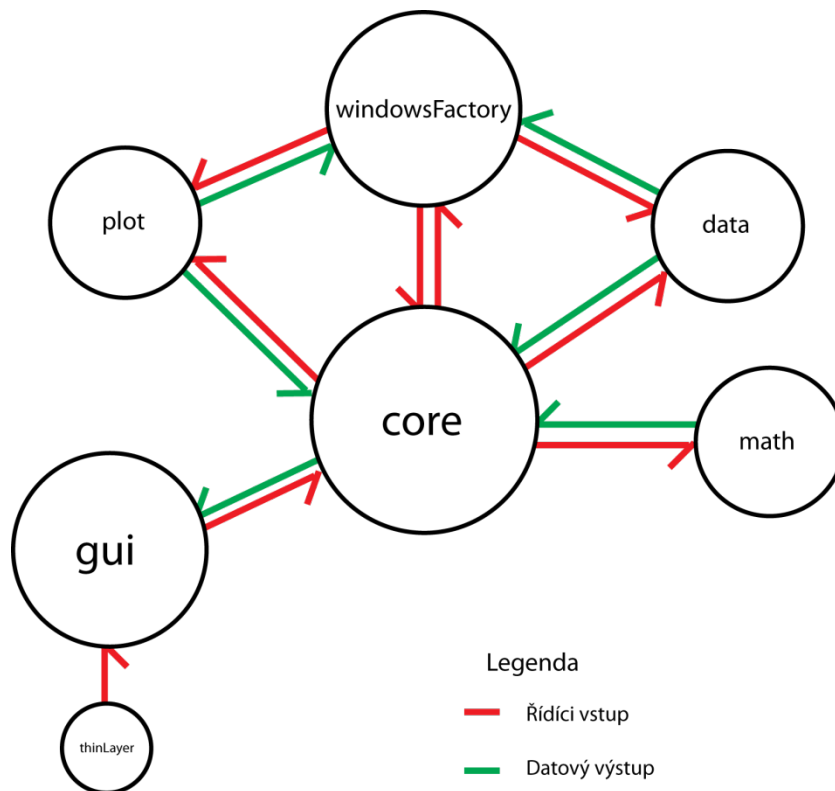 windowsFactory
plot
data
core
math
gui
thinLayer
Legenda
Řídíci vstup
Datový výstup